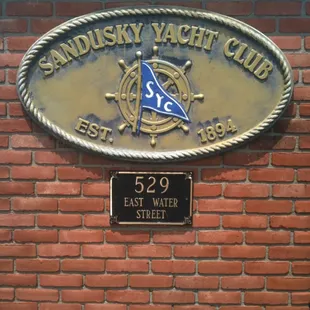 SANDUSKY YACHT CLUB
SYC
EST. 1894
529
EAST WATER
STREET